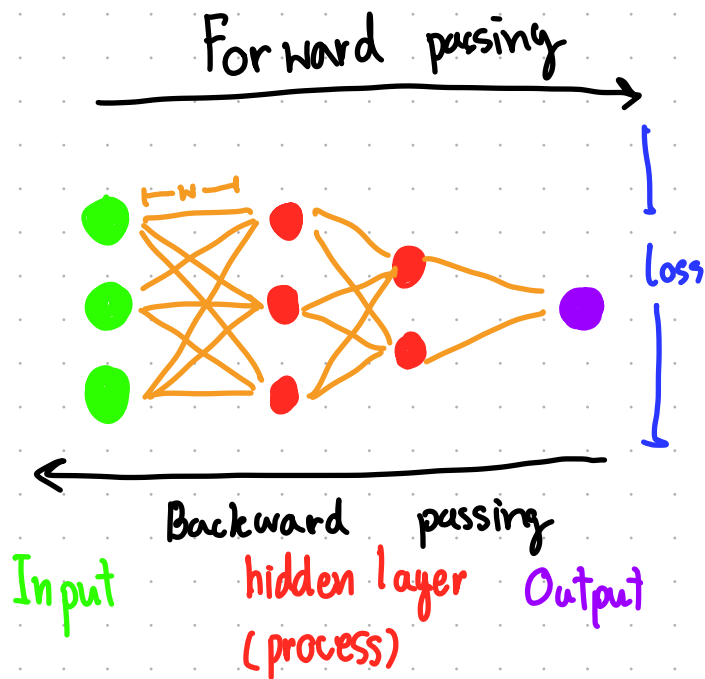 Forward passing
w
loss
Backward passing
Input
hidden layer
(process)
Output